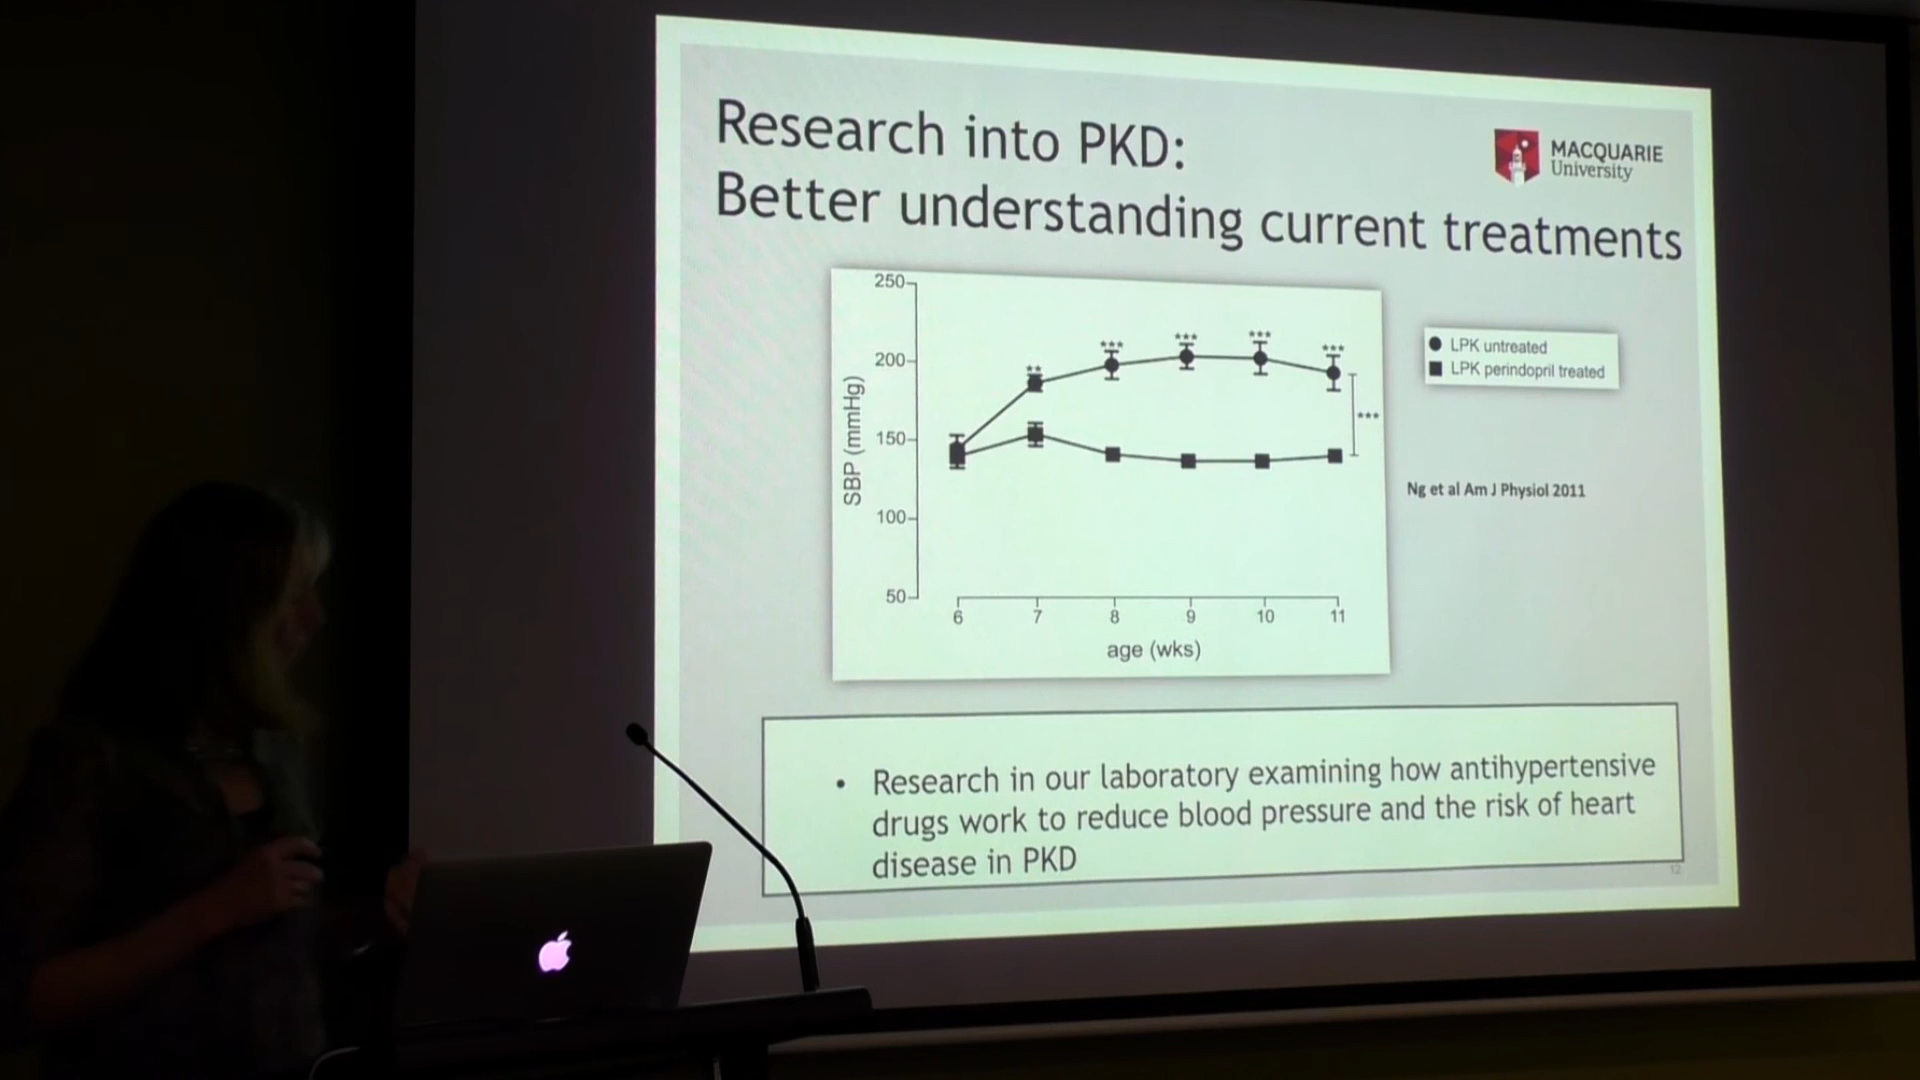 Research into PKD:
Better understanding current treatments
MACQUARIE
University
250
200
150
100
50
SBP (mmHg)
**
***
***
***
***
***
6 7 8 9 10 11
age (wks)
LPK untreated
LPK perindopril treated
Ng et al Am J Physiol 2011
• Research in our laboratory examining how antihypertensive
drugs work to reduce blood pressure and the risk of heart
disease in PKD
12